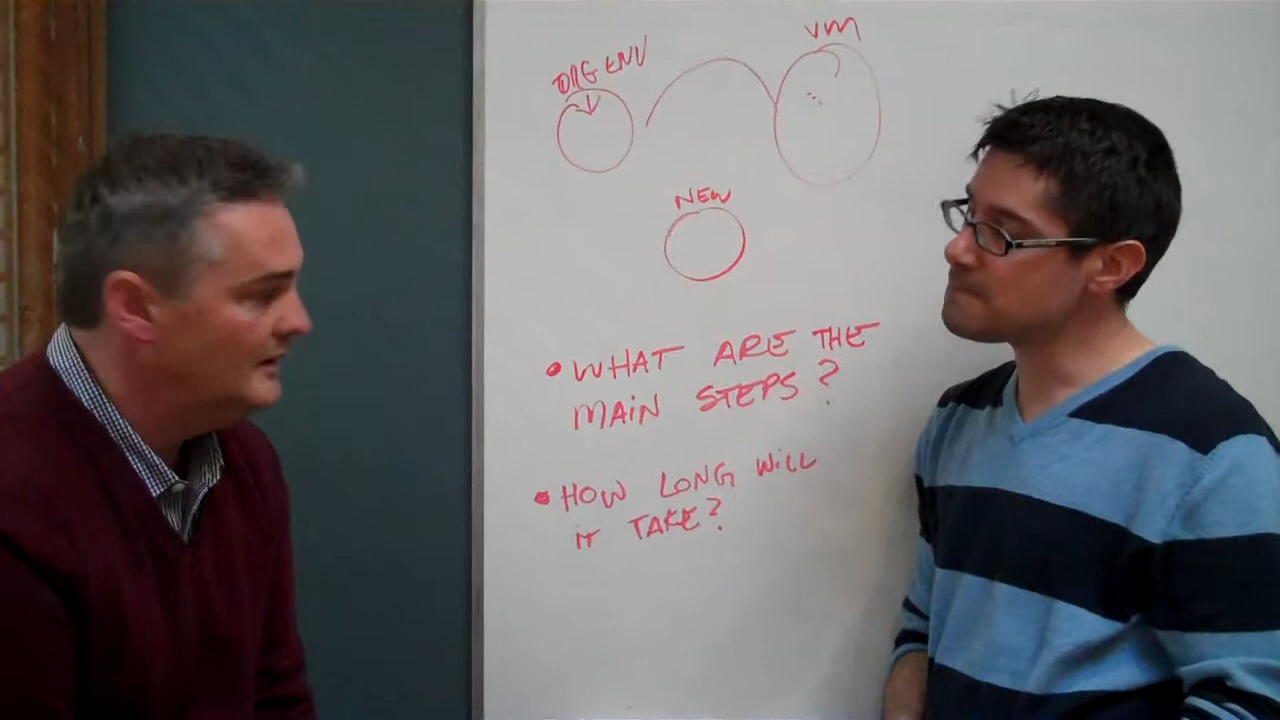 VM
ORG ENV
NEW
• WHAT ARE THE
MAIN STEPS?
• HOW LONG WILL
IT TAKE?